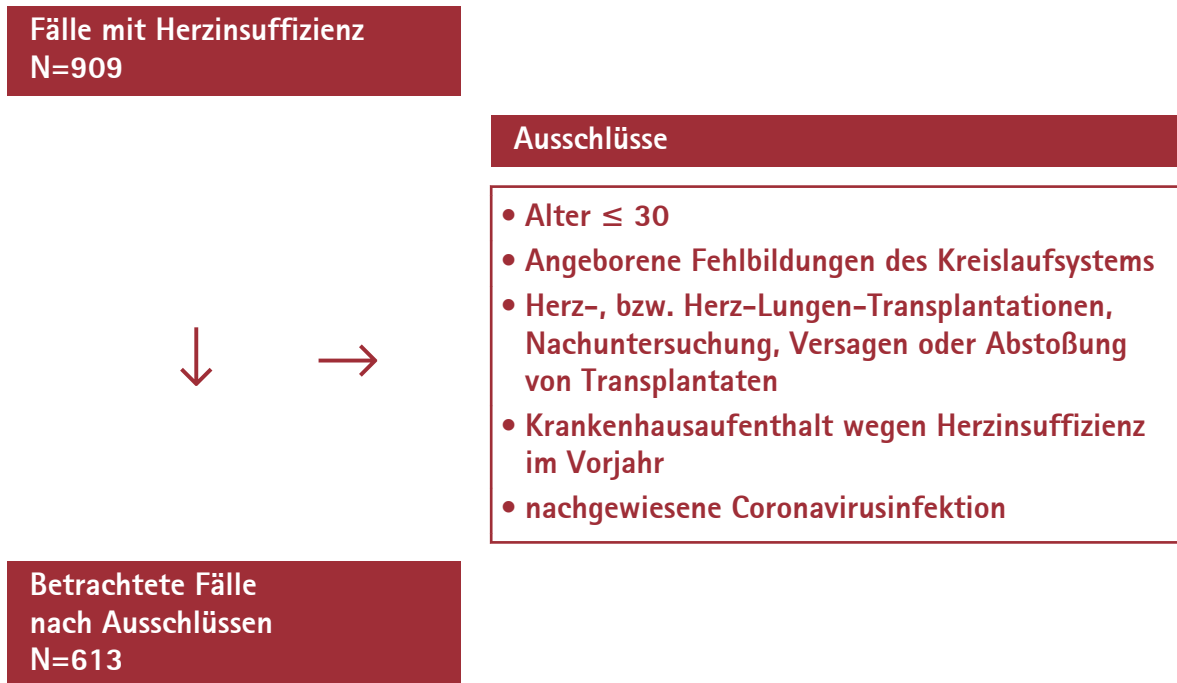 Fälle mit Herzinsuffizienz
N=909
Ausschlüsse
• Alter ≤ 30
• Angeborene Fehlbildungen des Kreislaufsystems
• Herz-, bzw. Herz-Lungen-Transplantationen,
Nachuntersuchung, Versagen oder Abstoßung
von Transplantaten
• Krankenhausaufenthalt wegen Herzinsuffizienz
im Vorjahr
• nachgewiesene Coronavirusinfektion
Betrachtete Fälle
nach Ausschlüssen
N=613